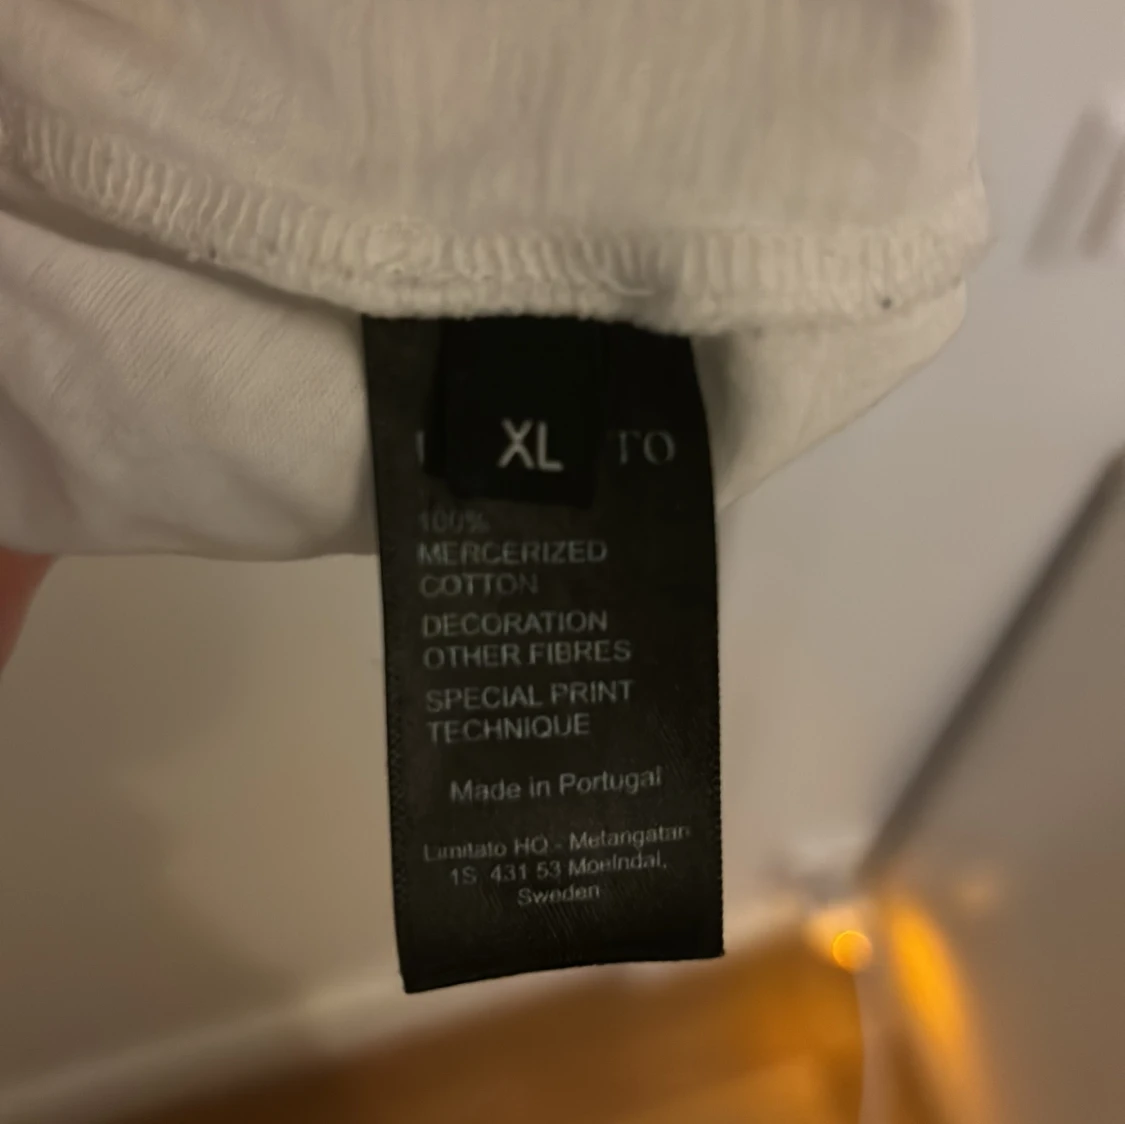 XL
TO
100%
MERCERIZED
COTTON
DECORATION
OTHER FIBRES
SPECIAL PRINT
TECHNIQUE
Made in Portugal
Limitato HQ - Metangatan
1S 431 53 Moelndal,
Sweden